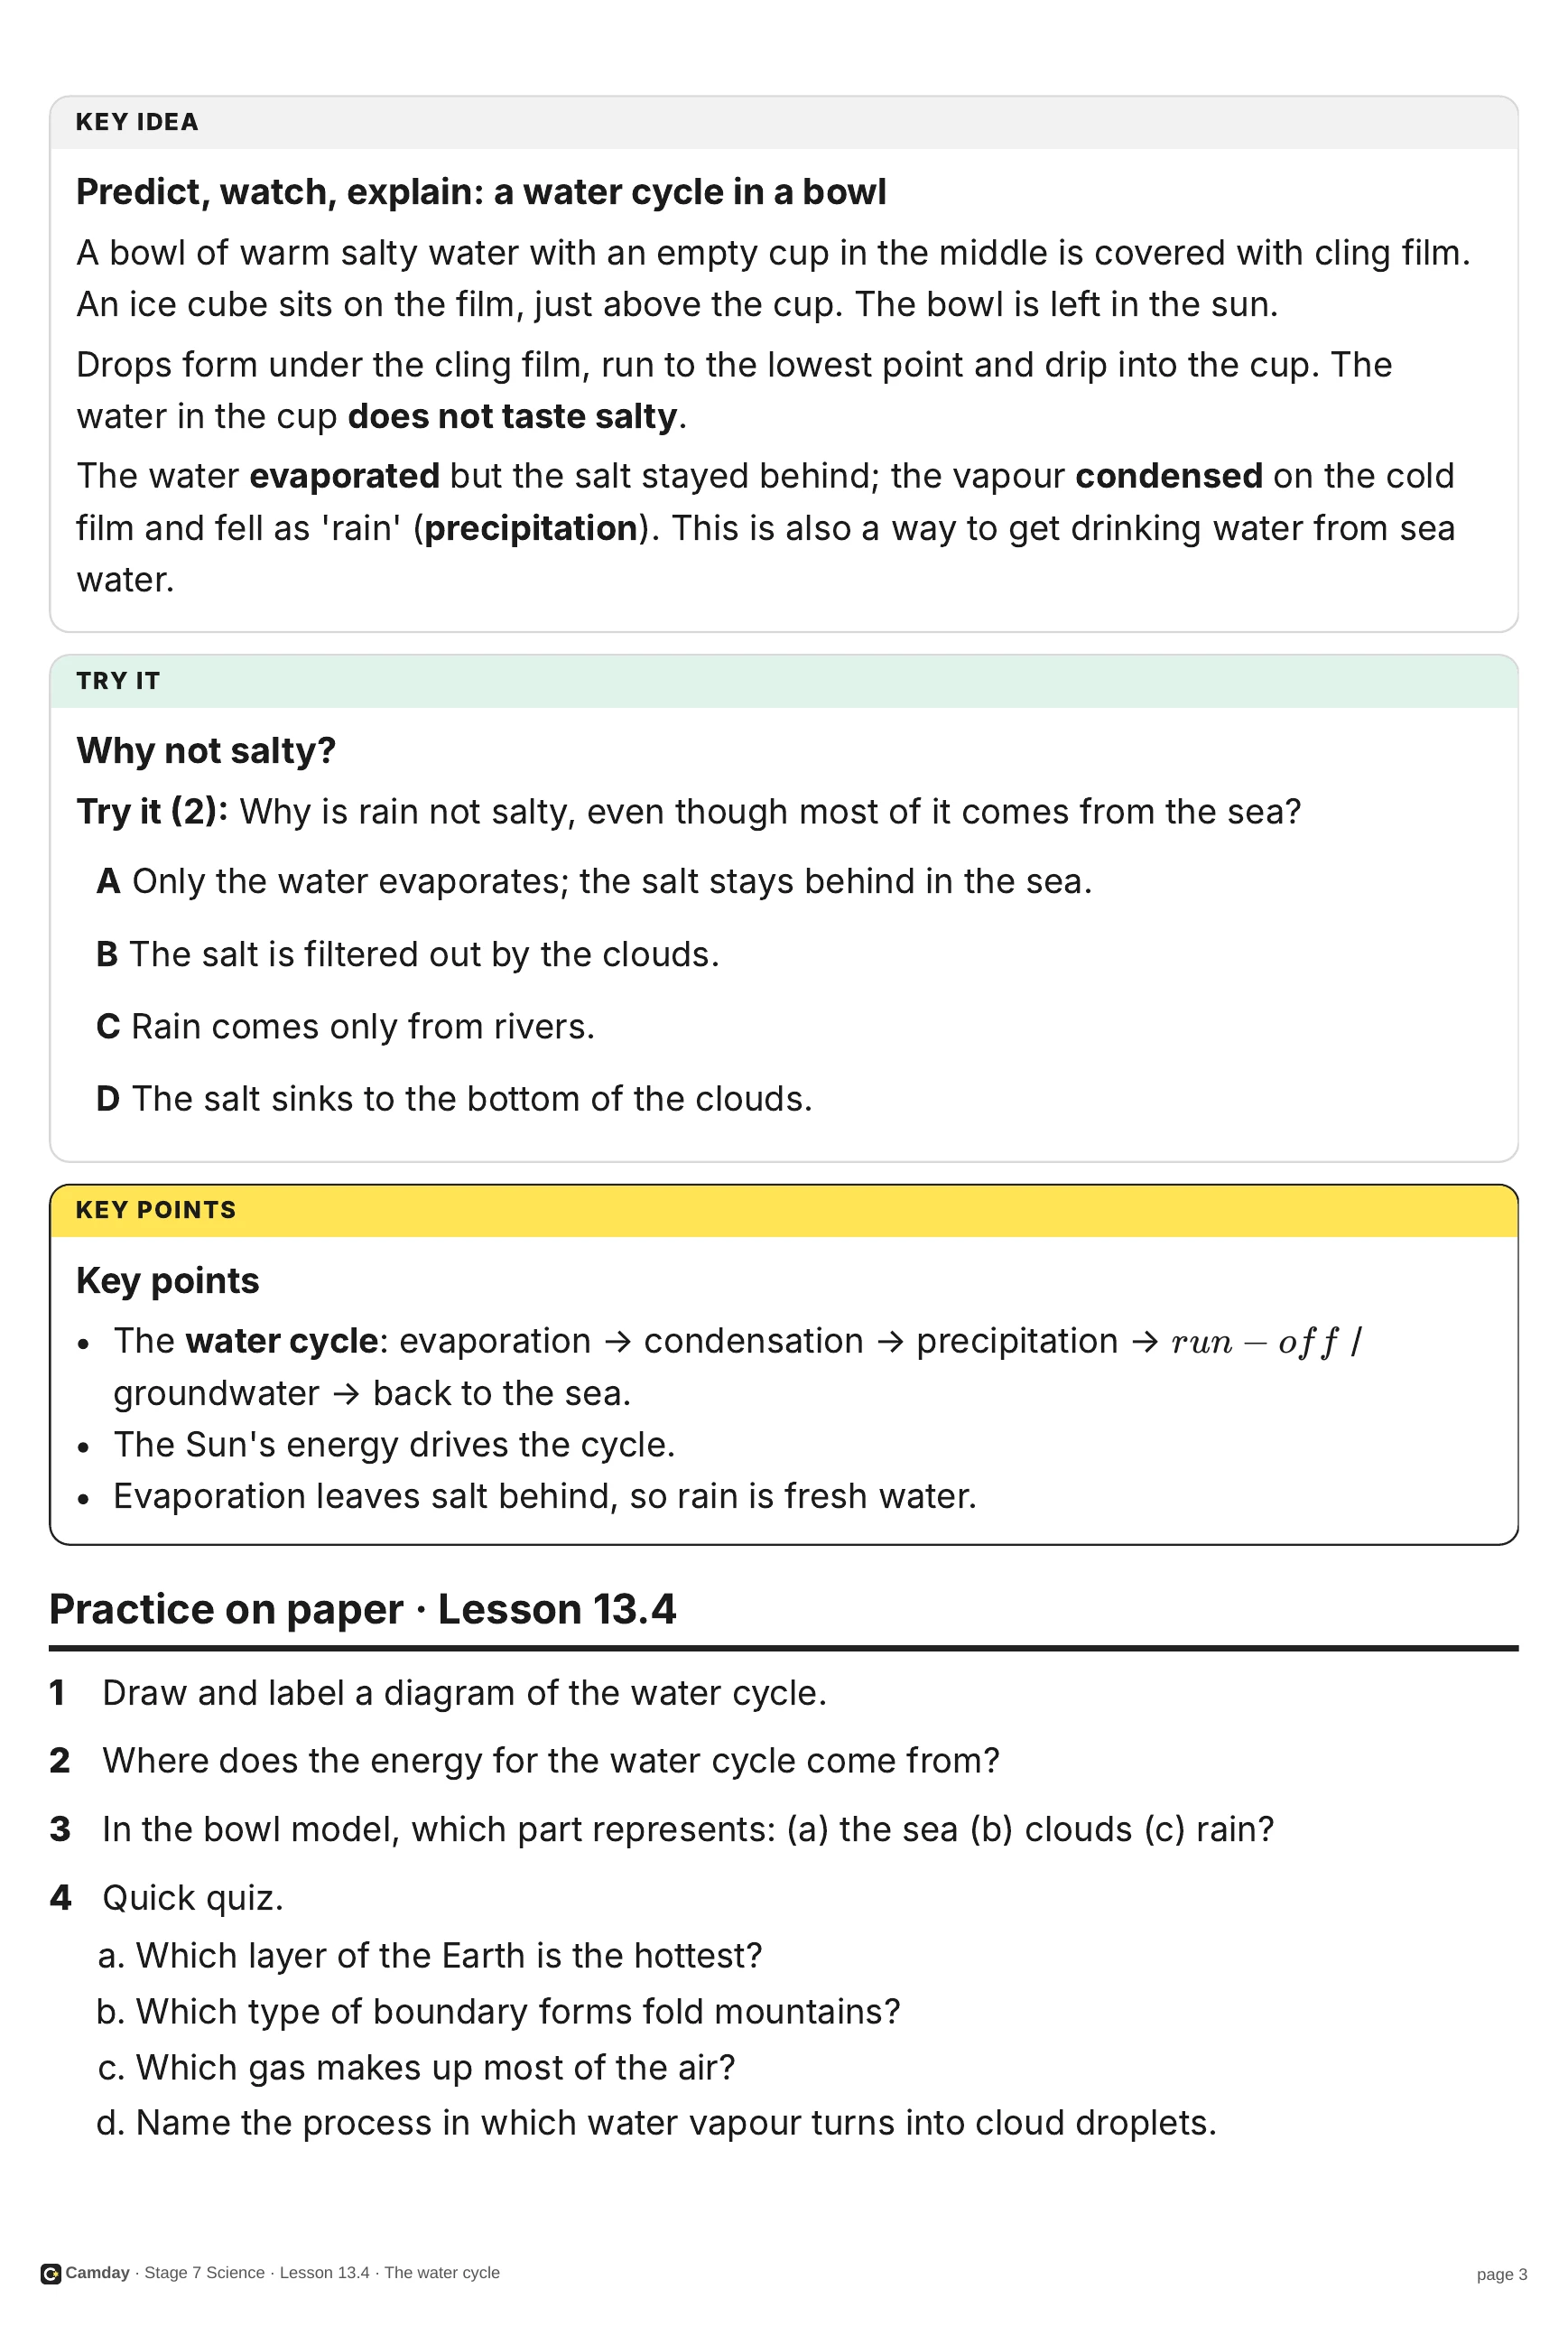 KEY IDEA
Predict, watch, explain: a water cycle in a bowl
A bowl of warm salty water with an empty cup in the middle is covered with cling film.
An ice cube sits on the film, just above the cup. The bowl is left in the sun.
Drops form under the cling film, run to the lowest point and drip into the cup. The
water in the cup does not taste salty.
The water evaporated but the salt stayed behind; the vapour condensed on the cold
film and fell as 'rain' (precipitation). This is also a way to get drinking water from sea
water.
TRY IT
Why not salty?
Try it (2): Why is rain not salty, even though most of it comes from the sea?
A Only the water evaporates; the salt stays behind in the sea.
B The salt is filtered out by the clouds.
C Rain comes only from rivers.
D The salt sinks to the bottom of the clouds.
KEY POINTS
Key points
• The water cycle: evaporation → condensation → precipitation → run − off /
groundwater → back to the sea.
• The Sun's energy drives the cycle.
• Evaporation leaves salt behind, so rain is fresh water.
Practice on paper · Lesson 13.4
1 Draw and label a diagram of the water cycle.
2 Where does the energy for the water cycle come from?
3 In the bowl model, which part represents: (a) the sea (b) clouds (c) rain?
4 Quick quiz.
a. Which layer of the Earth is the hottest?
b. Which type of boundary forms fold mountains?
c. Which gas makes up most of the air?
d. Name the process in which water vapour turns into cloud droplets.
Camday · Stage 7 Science · Lesson 13.4 · The water cycle
page 3